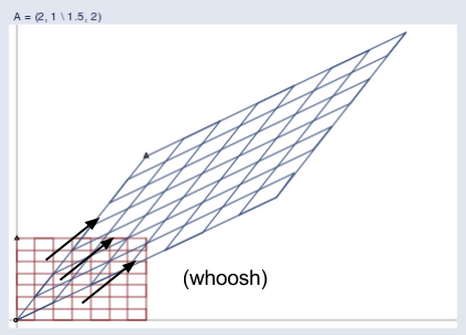 A = (2, 1 \ 1.5, 2)
(whoosh)